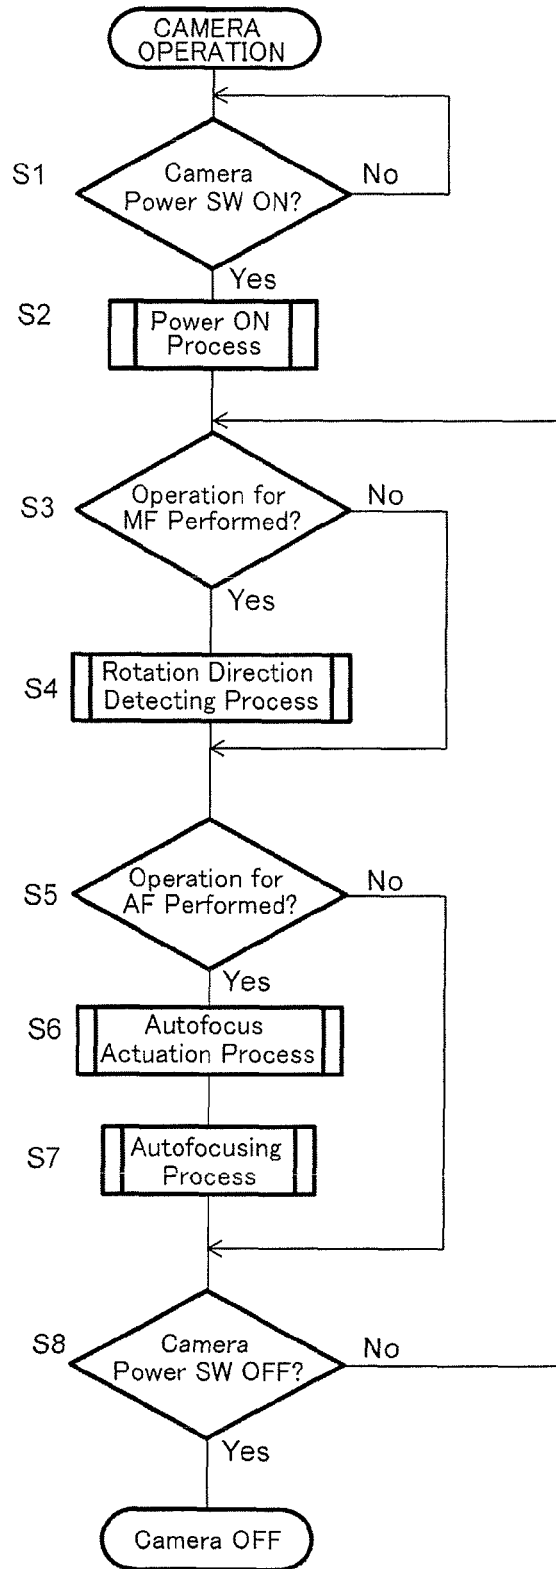 CAMERA
OPERATION
S1
Camera
Power SW ON?
No
Yes
S2
Power ON
Process
S3
Operation for
MF Performed?
No
Yes
S4
Rotation Direction
Detecting Process
S5
Operation for
AF Performed?
No
Yes
S6
Autofocus
Actuation Process
S7
Autofocusing
Process
S8
Camera
Power SW OFF?
No
Yes
Camera OFF